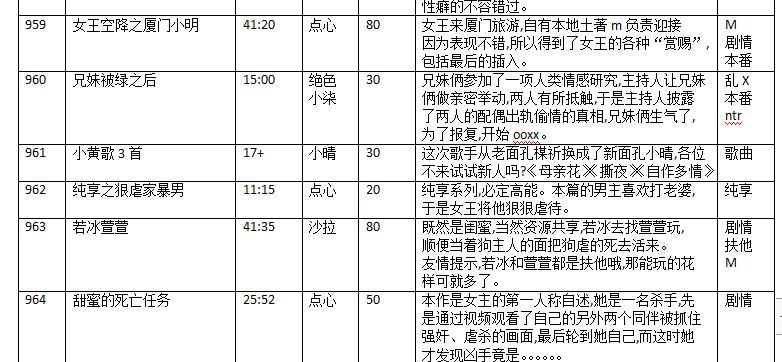 性癖的不容错过。
959 女王空降之厦门小明 41:20 点心 80 女王来厦门旅游,自有本地土著 m 负责迎接 M
因为表现不错,所以得到了女王的各种“赏赐”, 剧情
包括最后的插入。 本番
960 兄妹被绿之后 15:00 绝色 30 兄妹俩参加了一项人类情感研究,主持人让兄妹 乱 X
小柒 俩做亲密举动,两人有所抵触,于是主持人披露 本番
了两人的配偶出轨偷情的真相,兄妹俩生气了, ntr
为了报复,开始 ooxx。
961 小黄歌 3 首 17+ 小晴 30 这次歌手从老面孔楳祈换成了新面孔小晴,各位 歌曲
不来试试新人吗?《母亲花》《撕夜》《自作多情》
962 纯享之狠虐家暴男 11:15 点心 20 纯享系列,必定高能。本篇的男主喜欢打老婆, 纯享
于是女王将他狠狠虐待。
963 若冰萱萱 41:35 沙拉 80 既然是闺蜜,当然资源共享,若冰去找萱萱玩, 剧情
顺便当着狗主人的面把狗虐的死去活来。 扶他
友情提示,若冰和萱萱都是扶他哦,那能玩的花 M
样可就多了。
964 甜蜜的死亡任务 25:52 点心 50 本作是女主的第一人称自述,她是一名杀手,先 剧情
是通过视频观看了自己的另外两个同伴被抓住
强奸、虐杀的画面,最后轮到她自己,而这时她
才发现凶手竟是。。。。。。